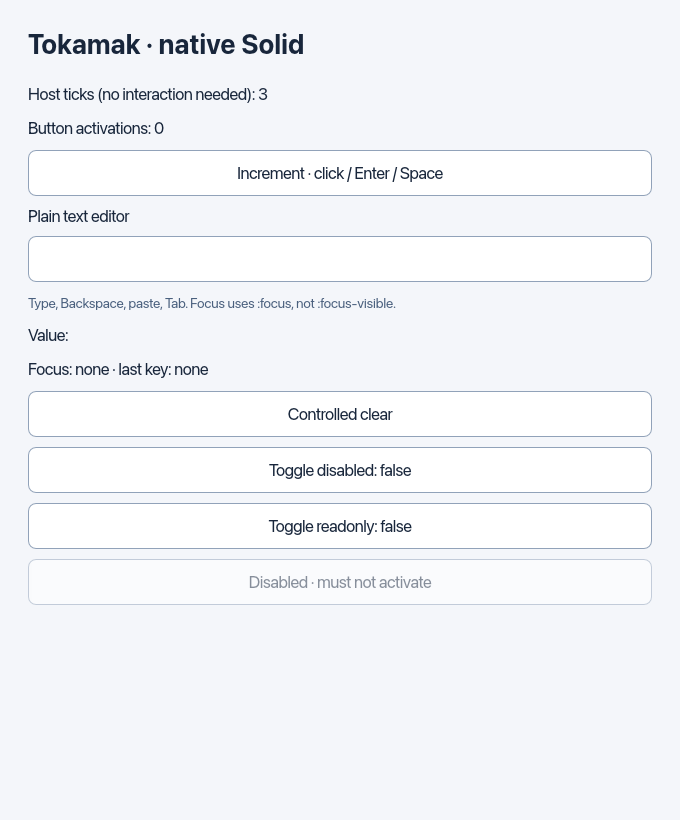 Tokamak · native Solid
Host ticks (no interaction needed): 3
Button activations: 0
Increment · click / Enter / Space
Plain text editor
Type, Backspace, paste, Tab. Focus uses :focus, not :focus-visible.
Value:
Focus: none · last key: none
Controlled clear
Toggle disabled: false
Toggle readonly: false
Disabled · must not activate